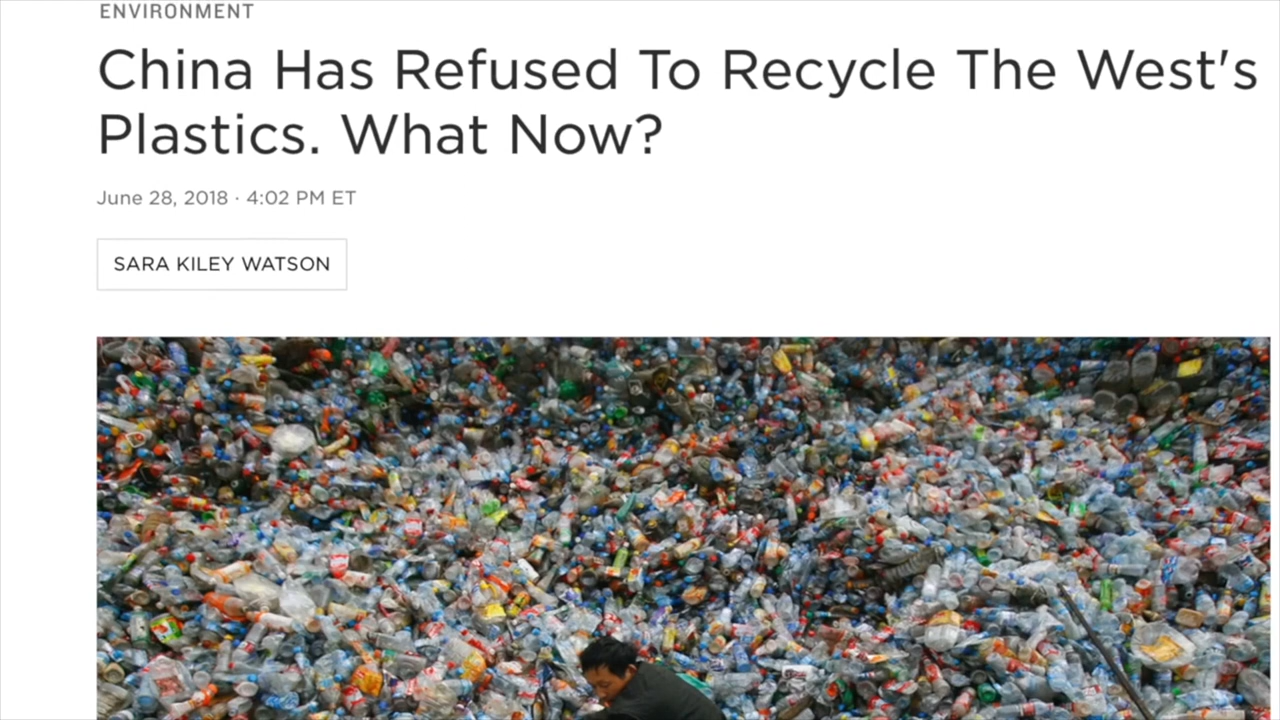 ENVIRONMENT
China Has Refused To Recycle The West's
Plastics. What Now?
June 28, 2018 · 4:02 PM ET
SARA KILEY WATSON